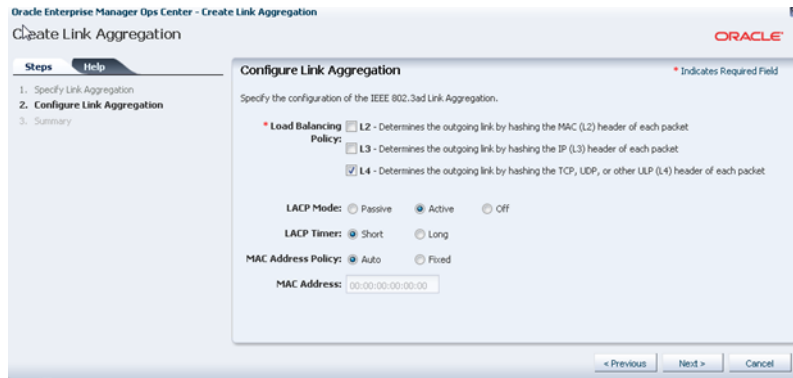 Oracle Enterprise Manager Ops Center - Create Link Aggregation
Create Link Aggregation
ORACLE
Steps Help
1. Specify Link Aggregation
2. Configure Link Aggregation
3. Summary
Configure Link Aggregation
* Indicates Required Field
Specify the configuration of the IEEE 802.3ad Link Aggregation.
* Load Balancing Policy:
L2 - Determines the outgoing link by hashing the MAC (L2) header of each packet
L3 - Determines the outgoing link by hashing the IP (L3) header of each packet
L4 - Determines the outgoing link by hashing the TCP, UDP, or other ULP (L4) header of each packet
LACP Mode: Passive Active Off
LACP Timer: Short Long
MAC Address Policy: Auto Fixed
MAC Address: 00:00:00:00:00:00
< Previous Next > Cancel